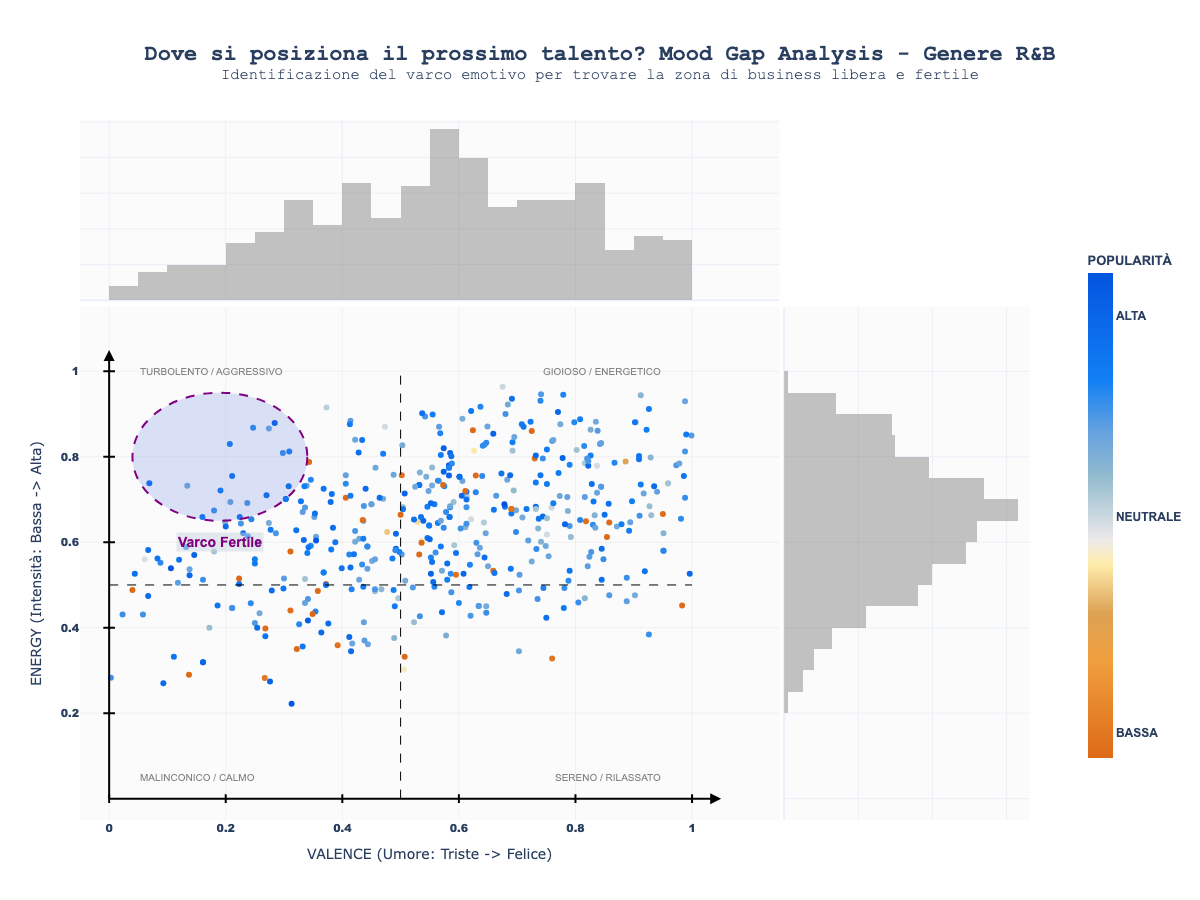 Dove si posiziona il prossimo talento? Mood Gap Analysis - Genere R&B
Identificazione del varco emotivo per trovare la zona di business libera e fertile
POPOLARITÀ
ALTA
NEUTRALE
BASSA
TURBOLENTO / AGGRESSIVO
GIOIOSO / ENERGETICO
Varco Fertile
MALINCONICO / CALMO
SERENO / RILASSATO
ENERGY (Intensità: Bassa -> Alta)
1
0.8
0.6
0.4
0.2
0 0.2 0.4 0.6 0.8 1
VALENCE (Umore: Triste -> Felice)